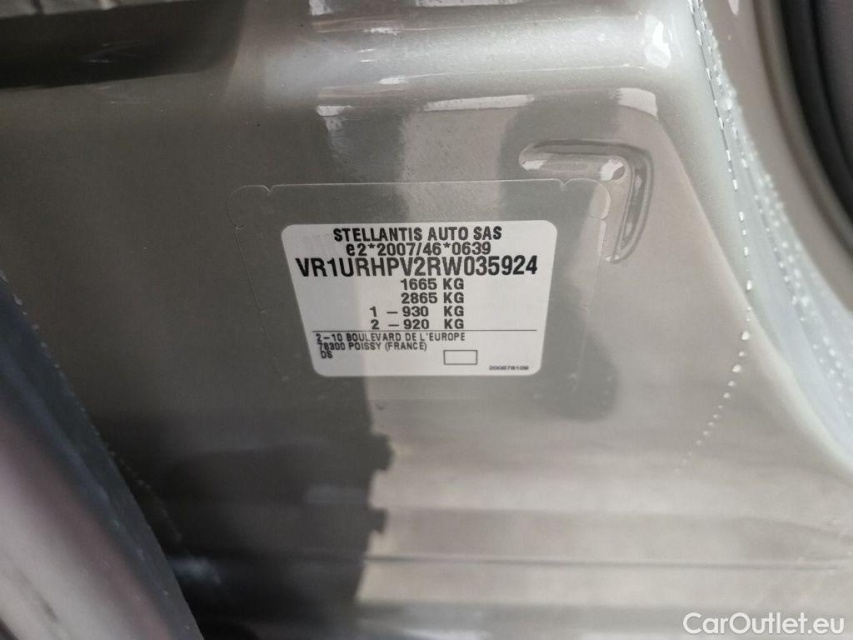 STELLANTIS AUTO SAS
e2*2007/46*0639
VR1URHPV2RW035924
1665 KG
2865 KG
1 - 930 KG
2 - 920 KG
2-10 BOULEVARD DE L'EUROPE
78300 POISSY (FRANCE)
DS
CarOutlet.eu